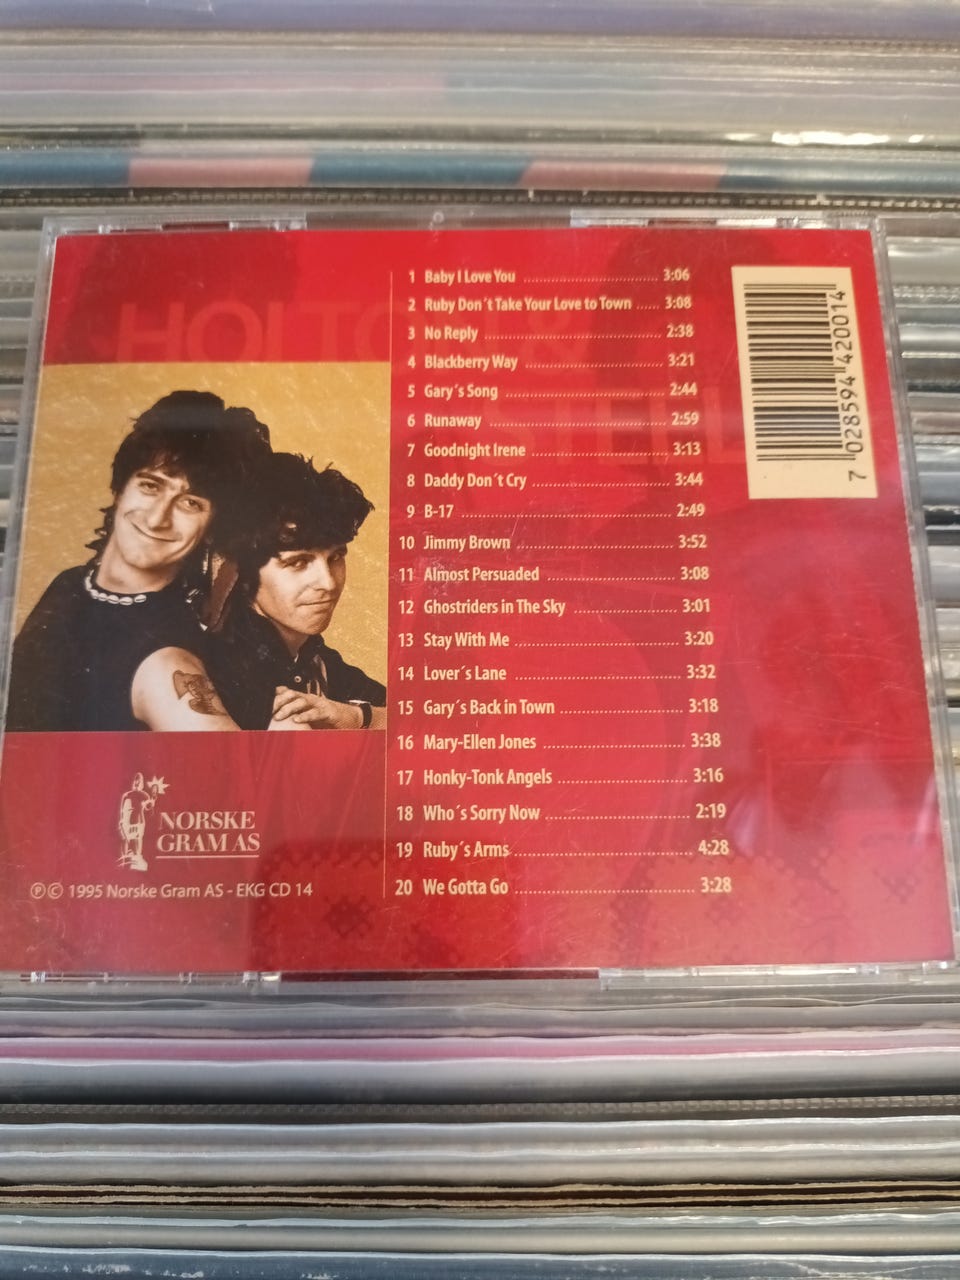 HOLTON &
STEEL
1 Baby I Love You ........ 3:06
2 Ruby Don´t Take Your Love to Town ..... 3:08
3 No Reply ........ 2:38
4 Blackberry Way ........ 3:21
5 Gary´s Song ........ 2:44
6 Runaway ........ 2:59
7 Goodnight Irene ........ 3:13
8 Daddy Don´t Cry ........ 3:44
9 B-17 ........ 2:49
10 Jimmy Brown ........ 3:52
11 Almost Persuaded ........ 3:08
12 Ghostriders in The Sky ........ 3:01
13 Stay With Me ........ 3:20
14 Lover´s Lane ........ 3:32
15 Gary´s Back in Town ........ 3:18
16 Mary-Ellen Jones ........ 3:38
17 Honky-Tonk Angels ........ 3:16
18 Who´s Sorry Now ........ 2:19
19 Ruby´s Arms ........ 4:28
20 We Gotta Go ........ 3:28
7 028594 420014
NORSKE
GRAM AS
℗© 1995 Norske Gram AS - EKG CD 14